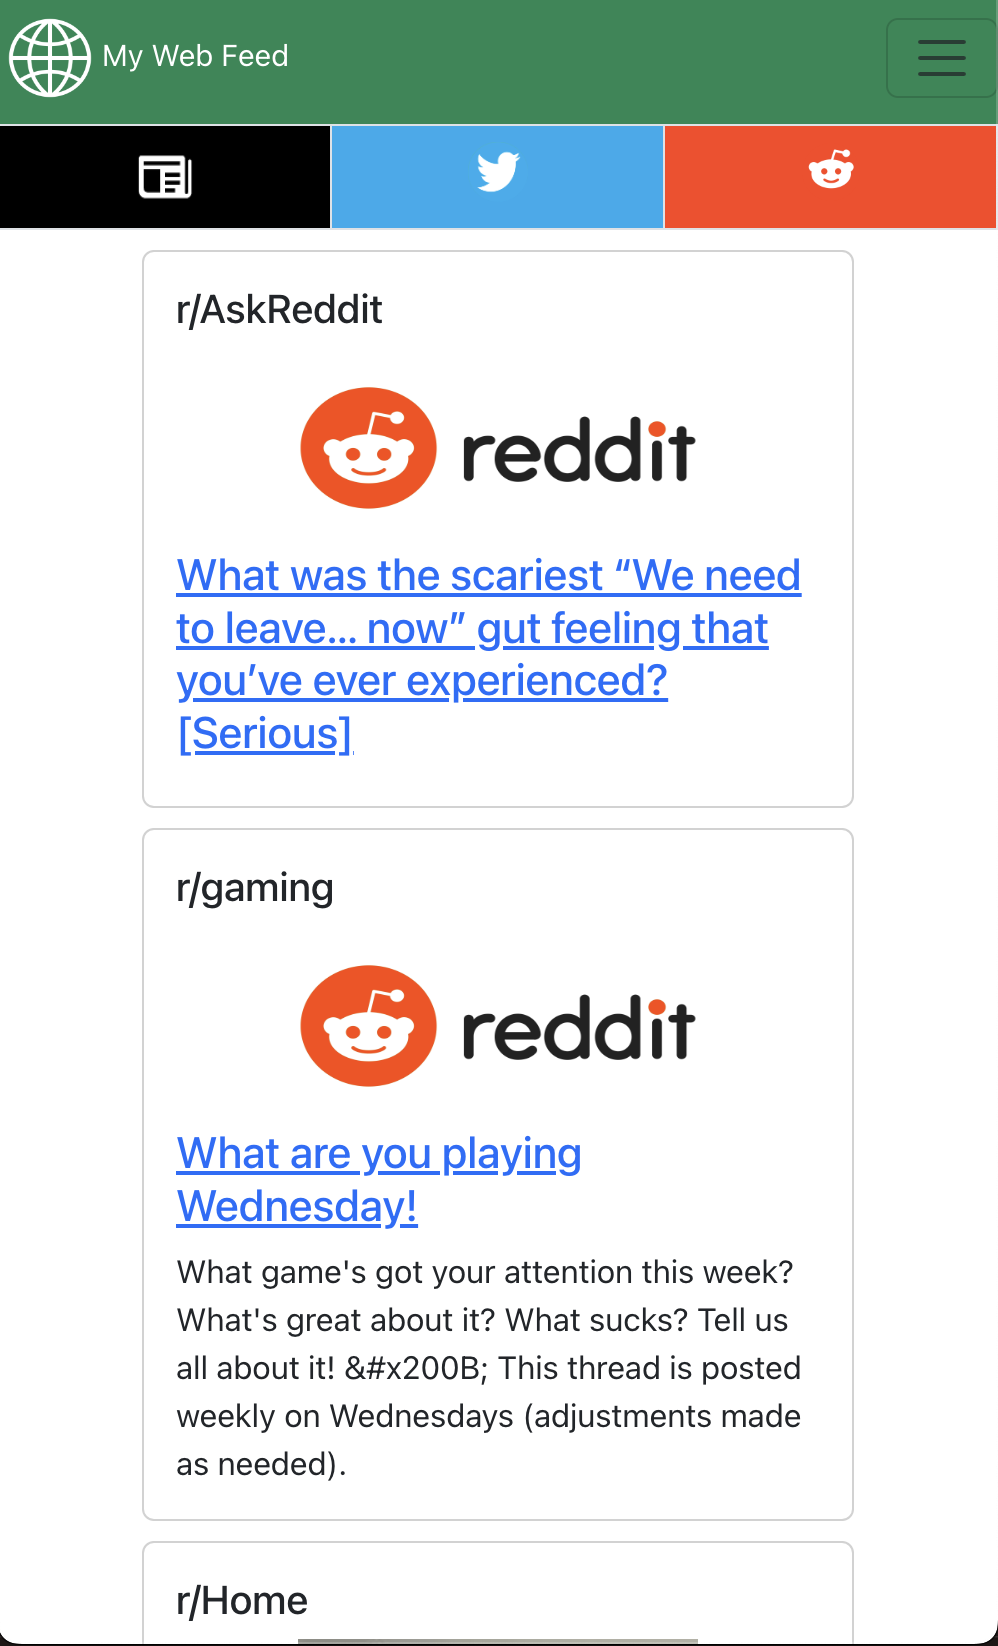 My Web Feed
r/AskReddit
reddit
What was the scariest “We need
to leave... now” gut feeling that
you’ve ever experienced?
[Serious]
r/gaming
reddit
What are you playing
Wednesday!
What game's got your attention this week?
What's great about it? What sucks? Tell us
all about it! &#x200B; This thread is posted
weekly on Wednesdays (adjustments made
as needed).
r/Home